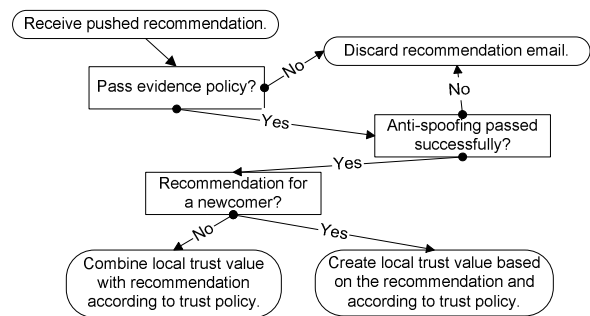 Receive pushed recommendation.
Discard recommendation email.
No
Pass evidence policy?
No
Yes
Anti-spoofing passed
successfully?
Yes
Recommendation for
a newcomer?
No
Yes
Combine local trust value
with recommendation
according to trust policy.
Create local trust value based
on the recommendation and
according to trust policy.